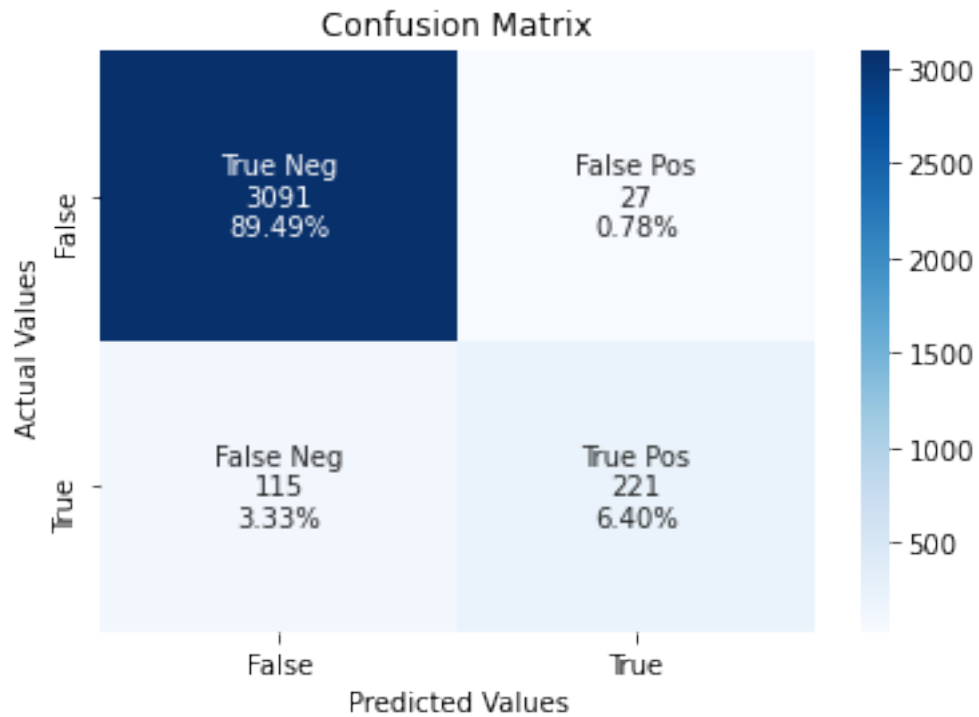 Confusion Matrix
True Neg
3091
89.49%
False Pos
27
0.78%
False Neg
115
3.33%
True Pos
221
6.40%
Actual Values
False
True
False
True
Predicted Values
3000
2500
2000
1500
1000
500